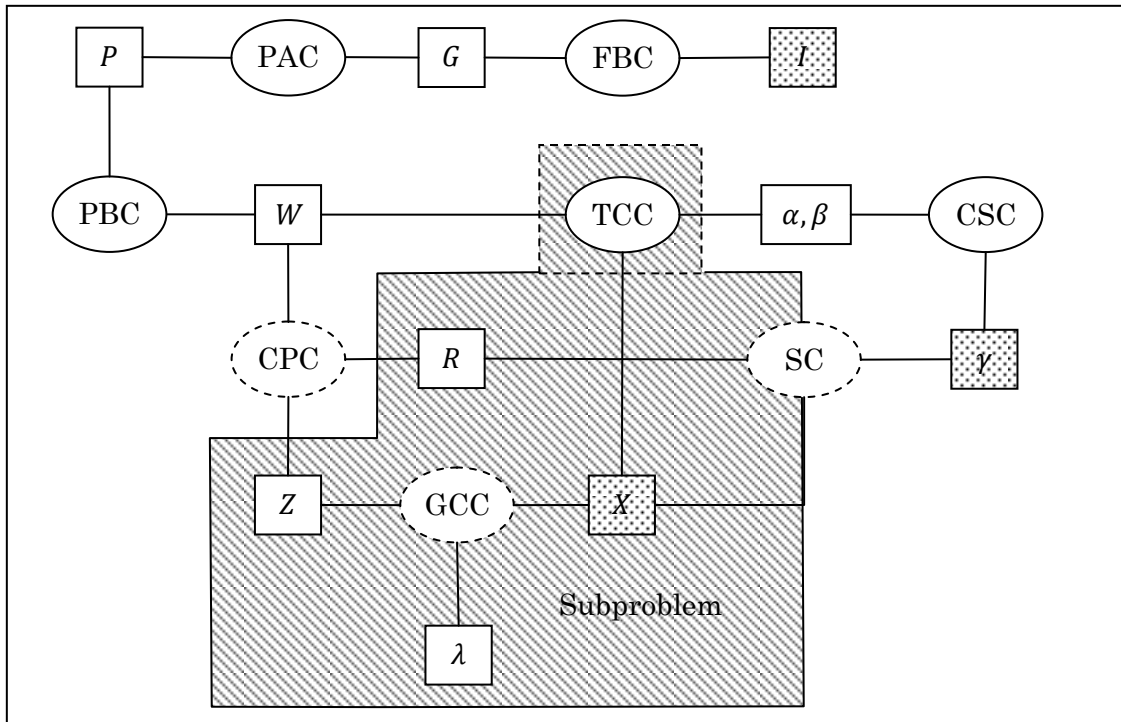 P PAC G FBC I
PBC W TCC α, β CSC
CPC R SC γ
Z GCC X
Subproblem
λ